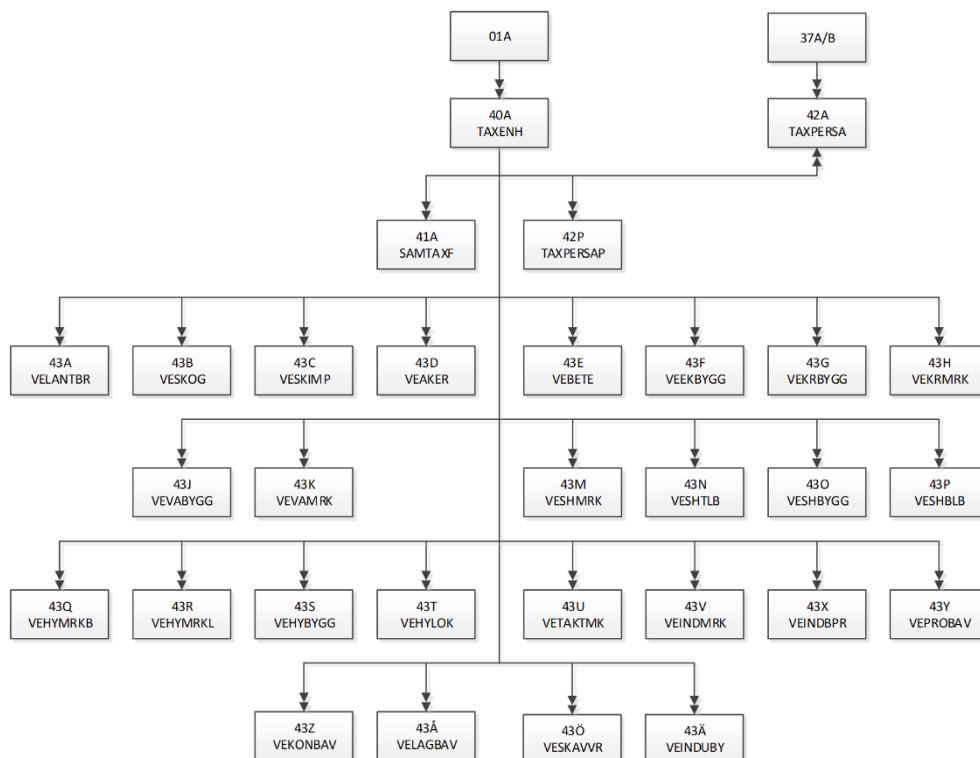 01A
37A/B
40A
TAXENH
42A
TAXPERSA
41A
SAMTAXF
42P
TAXPERSAP
43A
VELANTBR
43B
VESKOG
43C
VESKIMP
43D
VEAKER
43E
VEBETE
43F
VEEKBYGG
43G
VEKRBYGG
43H
VEKRMRK
43J
VEVABYGG
43K
VEVAMRK
43M
VESHMRK
43N
VESHTLB
43O
VESHBYGG
43P
VESHBLB
43Q
VEHYMRKB
43R
VEHYMRKL
43S
VEHYBYGG
43T
VEHYLOK
43U
VETAKTMK
43V
VEINDMRK
43X
VEINDBPR
43Y
VEPROBAV
43Z
VEKONBAV
43Å
VELAGBAV
43Ö
VESKAVVR
43Ä
VEINDUBY